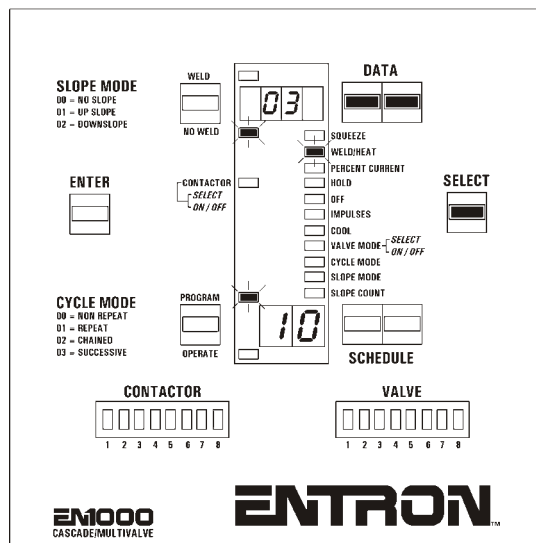 SLOPE MODE
00 = NO SLOPE
01 = UP SLOPE
02 = DOWNSLOPE
WELD
NO WELD
03
DATA
SQUEEZE
WELD/HEAT
PERCENT CURRENT
HOLD
OFF
IMPULSES
COOL
VALVE MODE
SELECT
ON / OFF
CYCLE MODE
SLOPE MODE
SLOPE COUNT
ENTER
CONTACTOR
SELECT
ON / OFF
SELECT
CYCLE MODE
00 = NON REPEAT
01 = REPEAT
02 = CHAINED
03 = SUCCESSIVE
PROGRAM
OPERATE
10
SCHEDULE
CONTACTOR
1 2 3 4 5 6 7 8
VALVE
1 2 3 4 5 6 7 8
EN1000
CASCADE/MULTIVALVE
ENTRON™